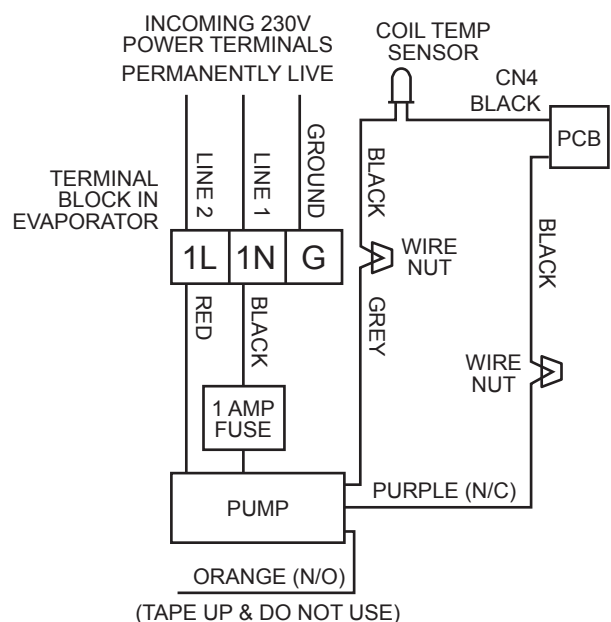 INCOMING 230V
POWER TERMINALS
PERMANENTLY LIVE
COIL TEMP
SENSOR
CN4
BLACK
PCB
LINE 2
LINE 1
GROUND
BLACK
BLACK
TERMINAL
BLOCK IN
EVAPORATOR
1L
1N
G
WIRE
NUT
RED
BLACK
GREY
WIRE
NUT
1 AMP
FUSE
PUMP
PURPLE (N/C)
ORANGE (N/O)
(TAPE UP & DO NOT USE)